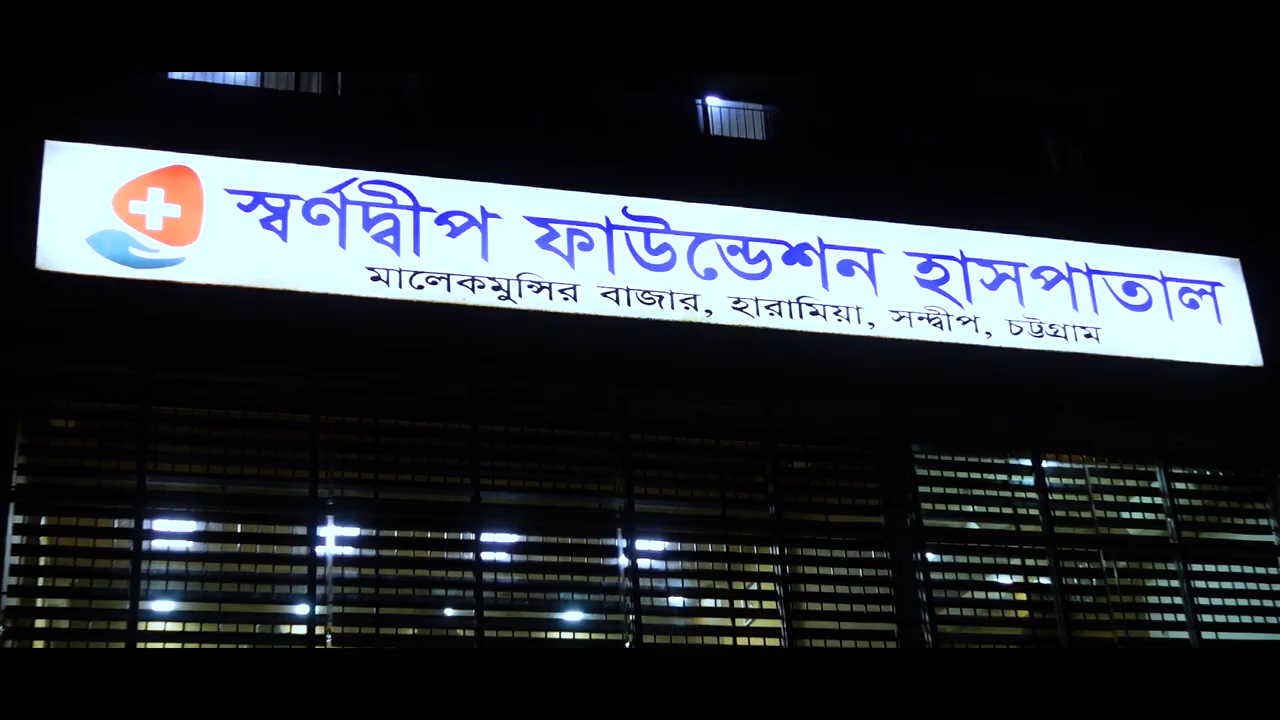 স্বর্ণদ্বীপ ফাউন্ডেশন হাসপাতাল
মালেকমুন্সির বাজার, হারামিয়া, সন্দ্বীপ, চট্টগ্রাম